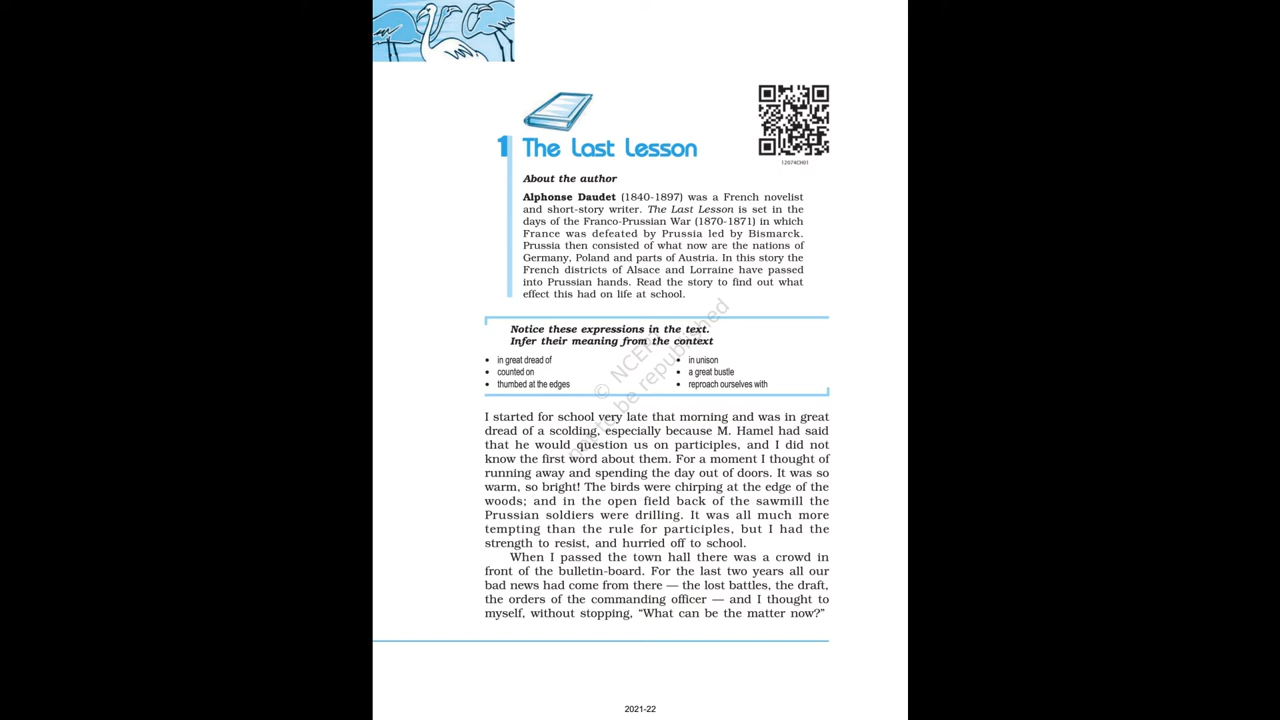 12074CH01
1 The Last Lesson
About the author
Alphonse Daudet (1840-1897) was a French novelist
and short-story writer. The Last Lesson is set in the
days of the Franco-Prussian War (1870-1871) in which
France was defeated by Prussia led by Bismarck.
Prussia then consisted of what now are the nations of
Germany, Poland and parts of Austria. In this story the
French districts of Alsace and Lorraine have passed
into Prussian hands. Read the story to find out what
effect this had on life at school.
Notice these expressions in the text.
Infer their meaning from the context
• in great dread of
• counted on
• thumbed at the edges
• in unison
• a great bustle
• reproach ourselves with
© NCERT
not to be republished
I started for school very late that morning and was in great
dread of a scolding, especially because M. Hamel had said
that he would question us on participles, and I did not
know the first word about them. For a moment I thought of
running away and spending the day out of doors. It was so
warm, so bright! The birds were chirping at the edge of the
woods; and in the open field back of the sawmill the
Prussian soldiers were drilling. It was all much more
tempting than the rule for participles, but I had the
strength to resist, and hurried off to school.
When I passed the town hall there was a crowd in
front of the bulletin-board. For the last two years all our
bad news had come from there — the lost battles, the draft,
the orders of the commanding officer — and I thought to
myself, without stopping, “What can be the matter now?”
2021-22